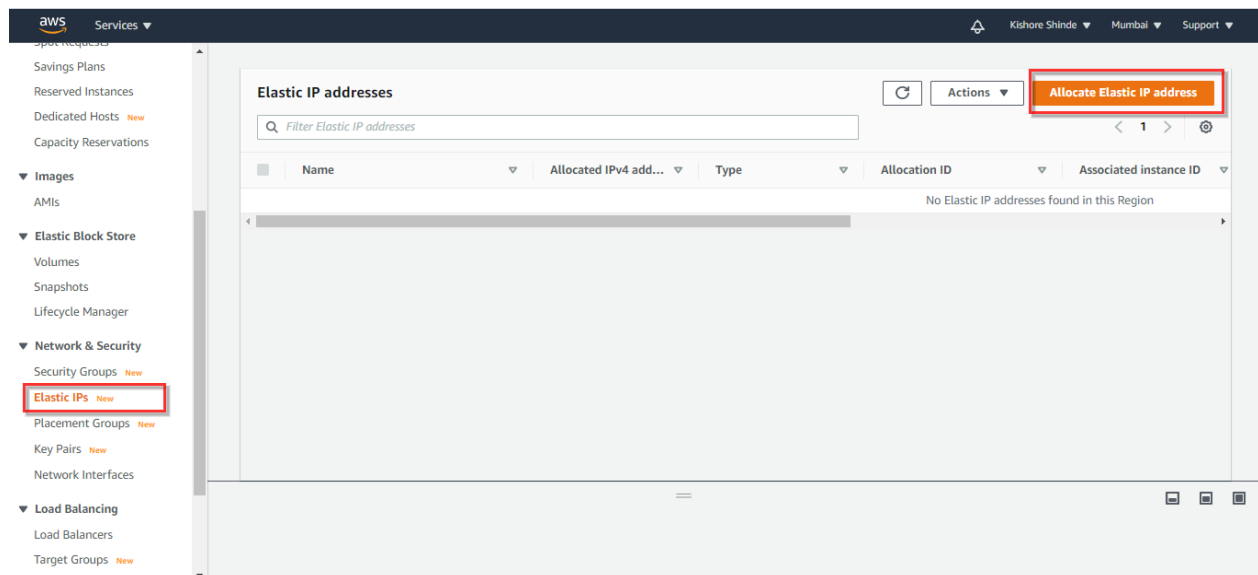 aws Services Kishore Shinde Mumbai Support
Spot Requests
Savings Plans
Reserved Instances
Dedicated Hosts New
Capacity Reservations
Images
AMIs
Elastic Block Store
Volumes
Snapshots
Lifecycle Manager
Network & Security
Security Groups New
Elastic IPs New
Placement Groups New
Key Pairs New
Network Interfaces
Load Balancing
Load Balancers
Target Groups New
Elastic IP addresses Actions Allocate Elastic IP address
Filter Elastic IP addresses 1
Name Allocated IPv4 add... Type Allocation ID Associated instance ID
No Elastic IP addresses found in this Region